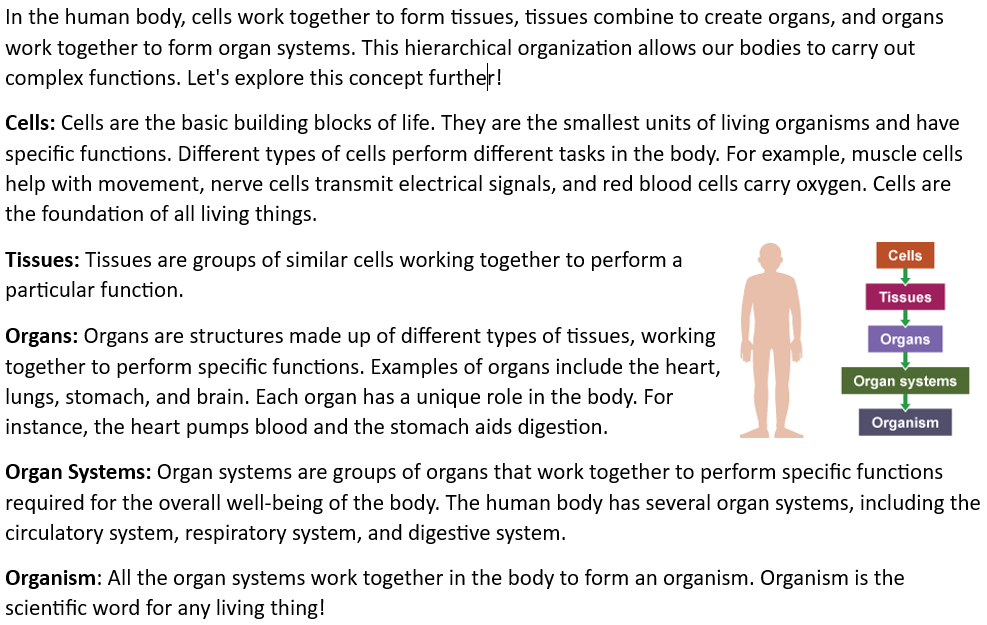 In the human body, cells work together to form tissues, tissues combine to create organs, and organs
work together to form organ systems. This hierarchical organization allows our bodies to carry out
complex functions. Let's explore this concept further!
Cells: Cells are the basic building blocks of life. They are the smallest units of living organisms and have
specific functions. Different types of cells perform different tasks in the body. For example, muscle cells
help with movement, nerve cells transmit electrical signals, and red blood cells carry oxygen. Cells are
the foundation of all living things.
Tissues: Tissues are groups of similar cells working together to perform a
particular function.
Organs: Organs are structures made up of different types of tissues, working
together to perform specific functions. Examples of organs include the heart,
lungs, stomach, and brain. Each organ has a unique role in the body. For
instance, the heart pumps blood and the stomach aids digestion.
Cells
Tissues
Organs
Organ systems
Organism
Organ Systems: Organ systems are groups of organs that work together to perform specific functions
required for the overall well-being of the body. The human body has several organ systems, including the
circulatory system, respiratory system, and digestive system.
Organism: All the organ systems work together in the body to form an organism. Organism is the
scientific word for any living thing!